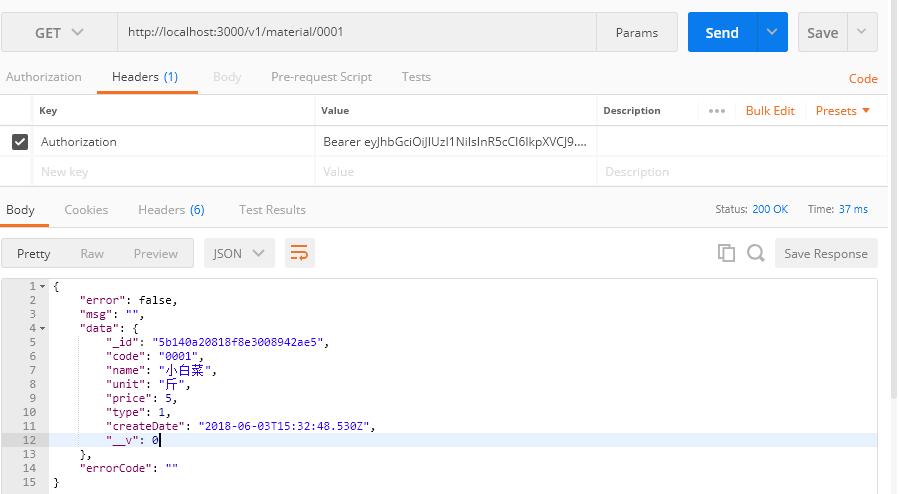 GET http://localhost:3000/v1/material/0001 Params Send Save
Authorization Headers (1) Body Pre-request Script Tests Code
Key Value Description ••• Bulk Edit Presets
Authorization Bearer eyJhbGciOiJIUzI1NiIsInR5cCI6IkpXVCJ9....
New key Value Description
Body Cookies Headers (6) Test Results Status: 200 OK Time: 37 ms
Pretty Raw Preview JSON Save Response
1 {
2 "error": false,
3 "msg": "",
4 "data": {
5 "_id": "5b140a20818f8e3008942ae5",
6 "code": "0001",
7 "name": "小白菜",
8 "unit": "斤",
9 "price": 5,
10 "type": 1,
11 "createDate": "2018-06-03T15:32:48.530Z",
12 "__v": 0
13 },
14 "errorCode": ""
15 }